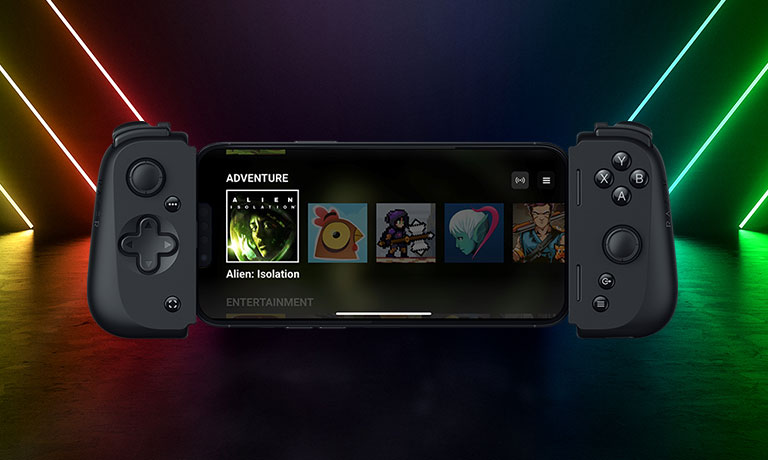 ADVENTURE
ALIEN
ISOLATION
Alien: Isolation
ENTERTAINMENT
Y
X B
A